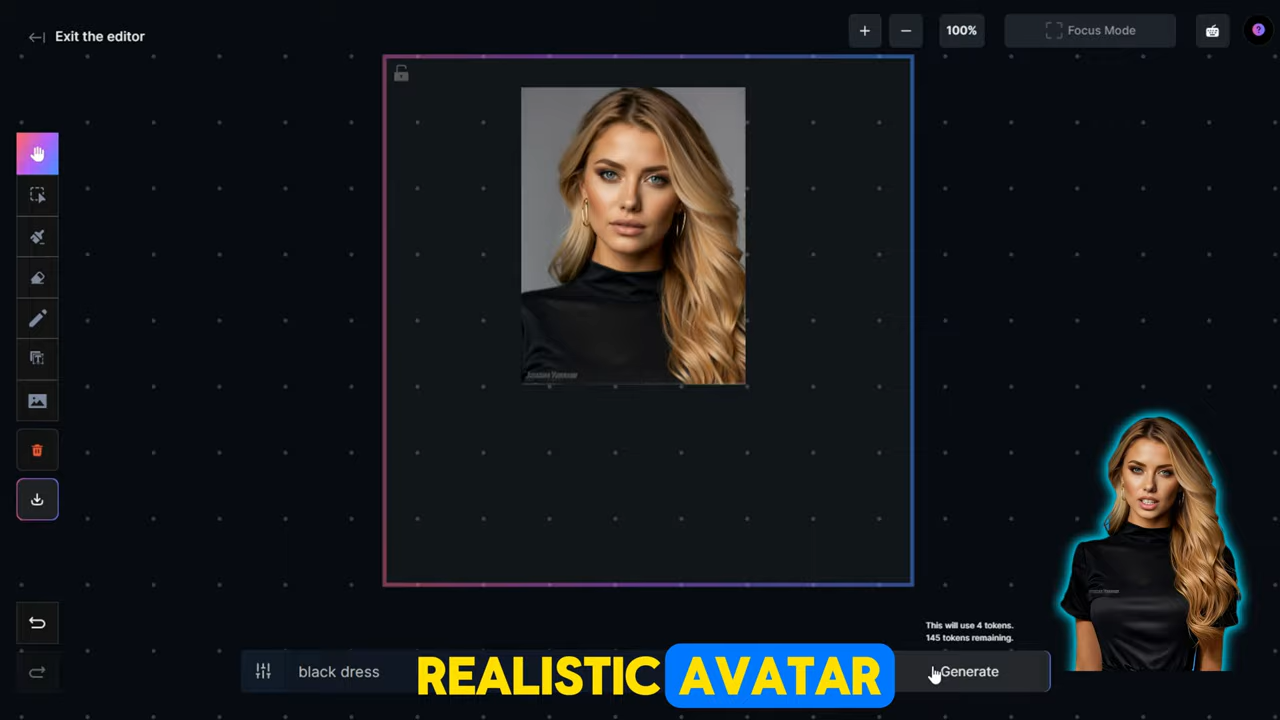 Exit the editor
100%
Focus Mode
This will use 4 tokens.
145 tokens remaining.
black dress
REALISTIC AVATAR
Generate